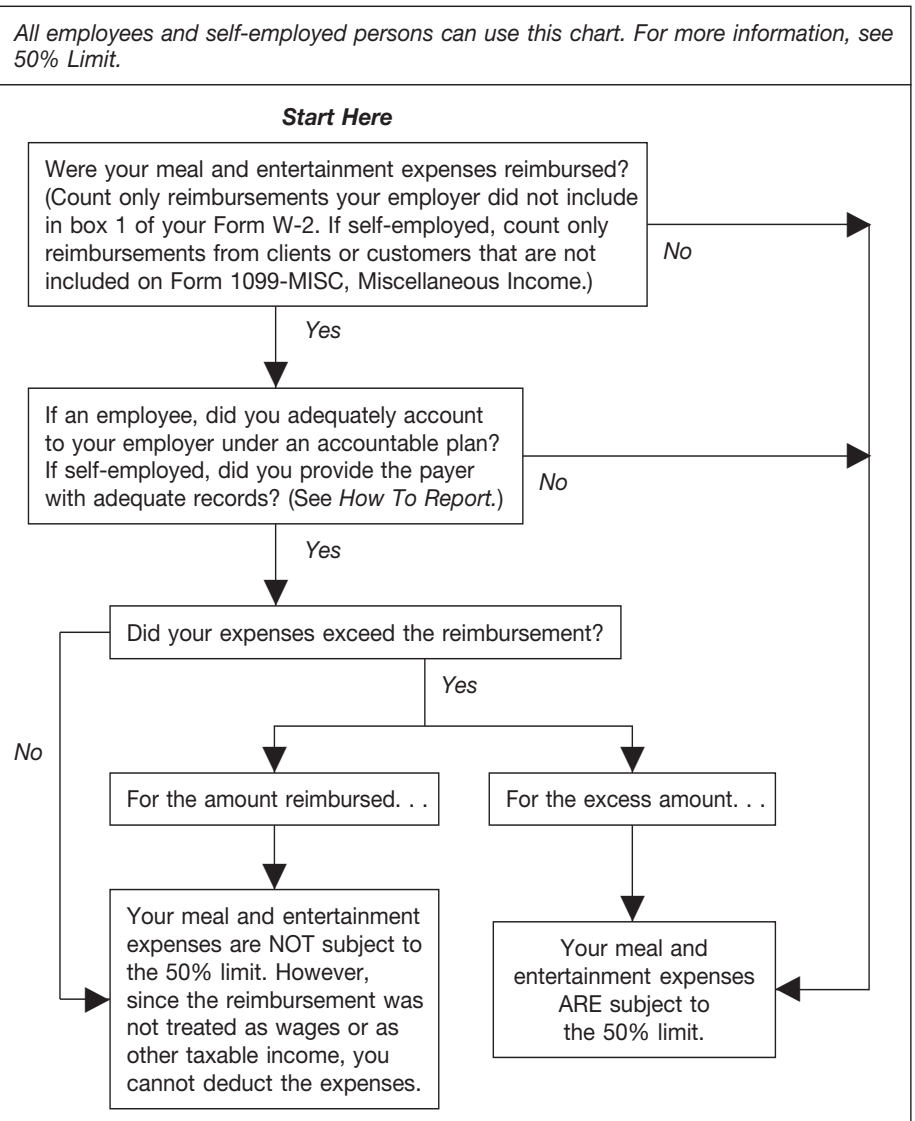 All employees and self-employed persons can use this chart. For more information, see
50% Limit.
Start Here
Were your meal and entertainment expenses reimbursed?
(Count only reimbursements your employer did not include
in box 1 of your Form W-2. If self-employed, count only
reimbursements from clients or customers that are not
included on Form 1099-MISC, Miscellaneous Income.)
No
Yes
If an employee, did you adequately account
to your employer under an accountable plan?
If self-employed, did you provide the payer
with adequate records? (See How To Report.)
No
Yes
Did your expenses exceed the reimbursement?
Yes
No
For the amount reimbursed. . .
For the excess amount. . .
Your meal and entertainment
expenses are NOT subject to
the 50% limit. However,
since the reimbursement was
not treated as wages or as
other taxable income, you
cannot deduct the expenses.
Your meal and
entertainment expenses
ARE subject to
the 50% limit.